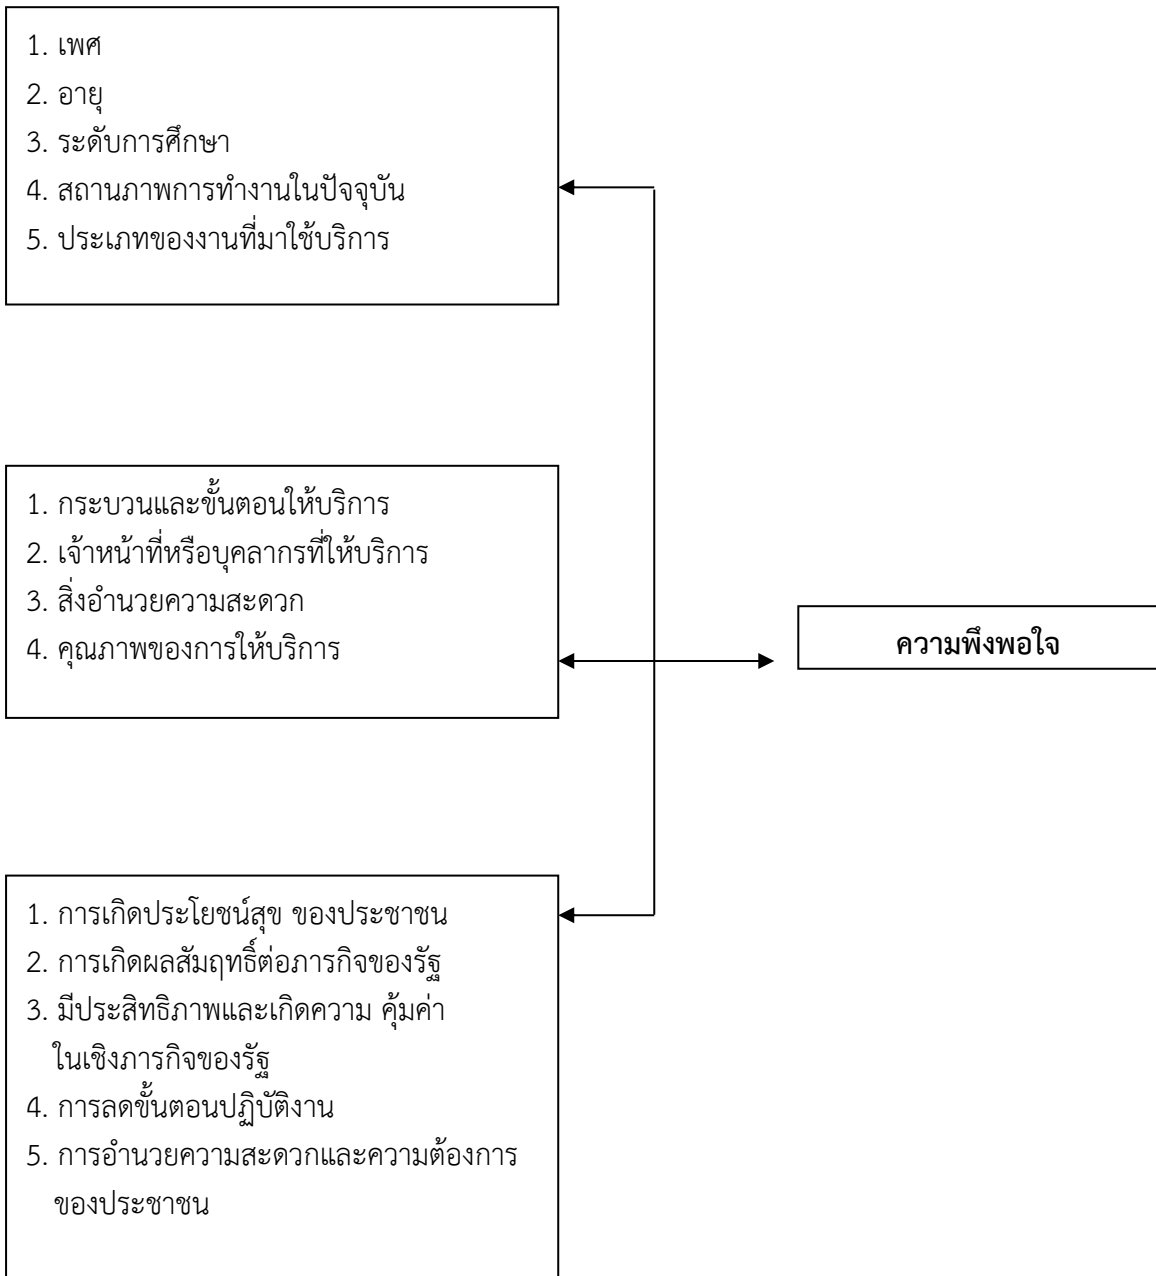 1. เพศ
2. อายุ
3. ระดับการศึกษา
4. สถานภาพการทำงานในปัจจุบัน
5. ประเภทของงานที่มาใช้บริการ
1. กระบวนและขั้นตอนให้บริการ
2. เจ้าหน้าที่หรือบุคลากรที่ให้บริการ
3. สิ่งอำนวยความสะดวก
4. คุณภาพของการให้บริการ
ความพึงพอใจ
1. การเกิดประโยชน์สุข ของประชาชน
2. การเกิดผลสัมฤทธิ์ต่อภารกิจของรัฐ
3. มีประสิทธิภาพและเกิดความ คุ้มค่า
ในเชิงภารกิจของรัฐ
4. การลดขั้นตอนปฏิบัติงาน
5. การอำนวยความสะดวกและความต้องการ
ของประชาชน